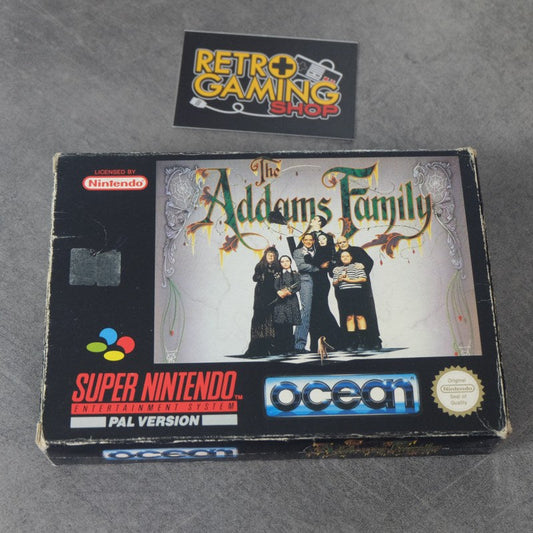 RETRO
GAMING
SHOP
LICENSED BY
Nintendo
The
Addams Family
SUPER NINTENDO
ENTERTAINMENT SYSTEM
PAL VERSION
ocean
Original
Nintendo
Seal of
Quality
ocean